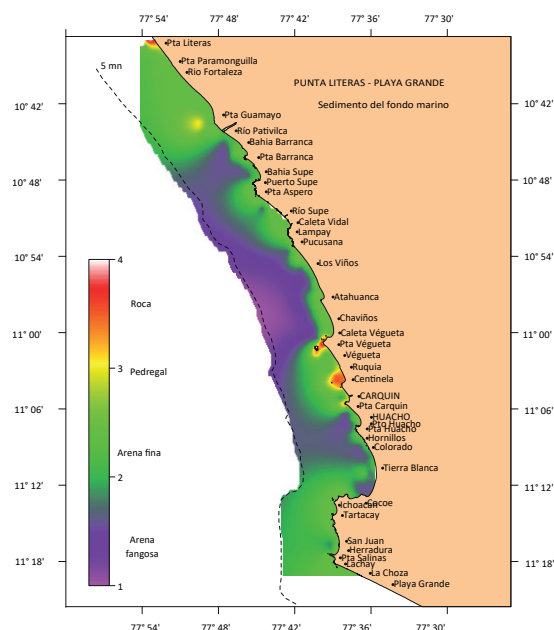 77° 54' 77° 48' 77° 42' 77° 36' 77° 30'
5 mn
Pta Literas
Pta Paramonguilla
Rio Fortaleza
PUNTA LITERAS - PLAYA GRANDE
Sedimento del fondo marino
10° 42'
10° 42'
Pta Guamayo
Río Pativilca
Bahia Barranca
Pta Barranca
Bahia Supe
10° 48'
10° 48'
Puerto Supe
Pta Aspero
Río Supe
Caleta Vidal
Lampay
Pucusana
10° 54'
10° 54'
Los Viños
4
Roca
Atahuanca
Chaviños
11° 00'
11° 00'
Caleta Végueta
Pta Végueta
Végueta
3
Pedregal
Ruquia
Centinela
CARQUIN
Pta Carquin
11° 06'
11° 06'
HUACHO
Pto Huacho
Pta Huacho
Hornillos
Colorado
Arena fina
2
Tierra Blanca
11° 12'
11° 12'
Ichoacan
Cocoe
Tartacay
Arena
fangosa
San Juan
Herradura
Pta Salinas
Lachay
11° 18'
11° 18'
La Choza
1
Playa Grande
77° 54' 77° 48' 77° 42' 77° 36' 77° 30'